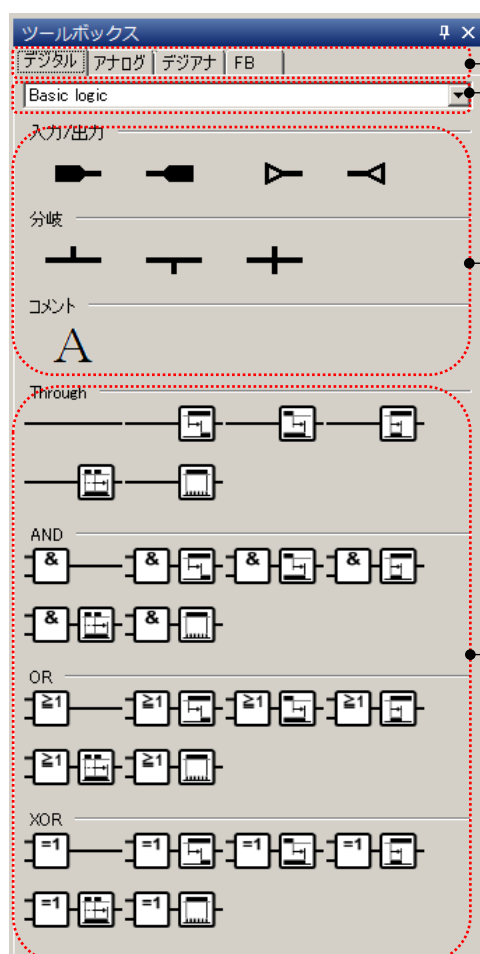 ツールボックス
デジタル アナログ デジアナ FB
Basic logic
入力/出力
分岐
コメント
A
Through
AND
& & & &
& &
OR
≧1 ≧1 ≧1 ≧1
≧1 ≧1
XOR
=1 =1 =1 =1
=1 =1